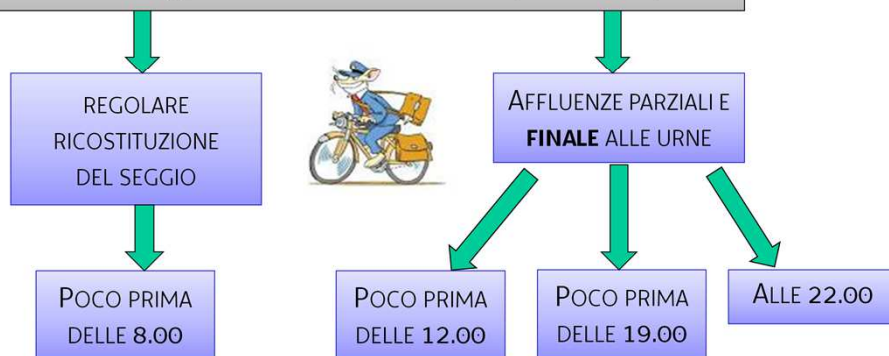 REGOLARE
RICOSTITUZIONE
DEL SEGGIO
AFFLUENZE PARZIALI E
FINALE ALLE URNE
POCO PRIMA
DELLE 8.00
POCO PRIMA
DELLE 12.00
POCO PRIMA
DELLE 19.00
ALLE 22.00